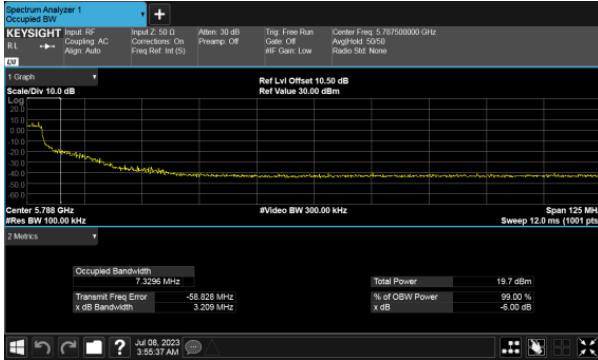 Spectrum Analyzer 1
Occupied BW
+
KEYSIGHT Input: RF Input Z: 50 Ω Atten: 30 dB Trig: Free Run Center Freq: 5.787500000 GHz
RL Coupling: AC Corrections: On Preamp: Off Gate: Off Avg|Hold: 50/50
Align: Auto Freq Ref: Int (S) #IF Gain: Low Radio Std: None
1 Graph
Ref Lvl Offset 10.50 dB
Scale/Div 10.0 dB Ref Value 30.00 dBm
Log
20.0
10.0
0.00
-10.0
-20.0
-30.0
-40.0
-50.0
-60.0
Center 5.788 GHz #Video BW 300.00 kHz Span 125 MHz
#Res BW 100.00 kHz Sweep 12.0 ms (1001 pts
2 Metrics
Occupied Bandwidth
7.3296 MHz Total Power 19.7 dBm
Transmit Freq Error -58.828 MHz % of OBW Power 99.00 %
x dB Bandwidth 3.209 MHz x dB -6.00 dB
? Jul 08, 2023
3:55:37 AM